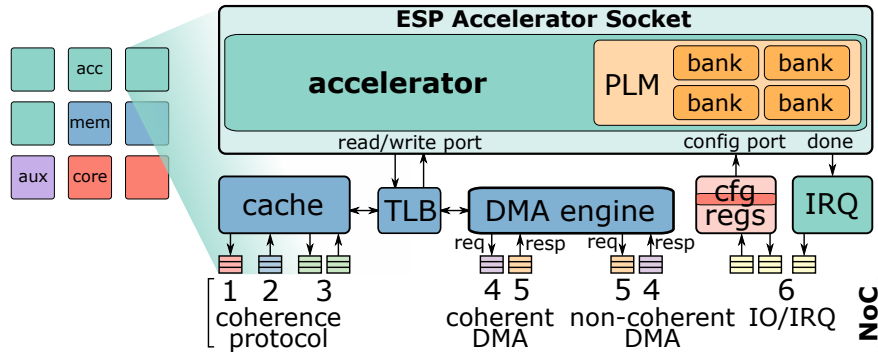 ESP Accelerator Socket
acc
mem
aux
core
accelerator
PLM
bank bank
bank bank
read/write port
config port
done
cache
TLB
DMA engine
cfg
regs
IRQ
req resp
req resp
1 2 3
4 5
5 4
6
coherence
protocol
coherent
DMA
non-coherent
DMA
IO/IRQ
NoC